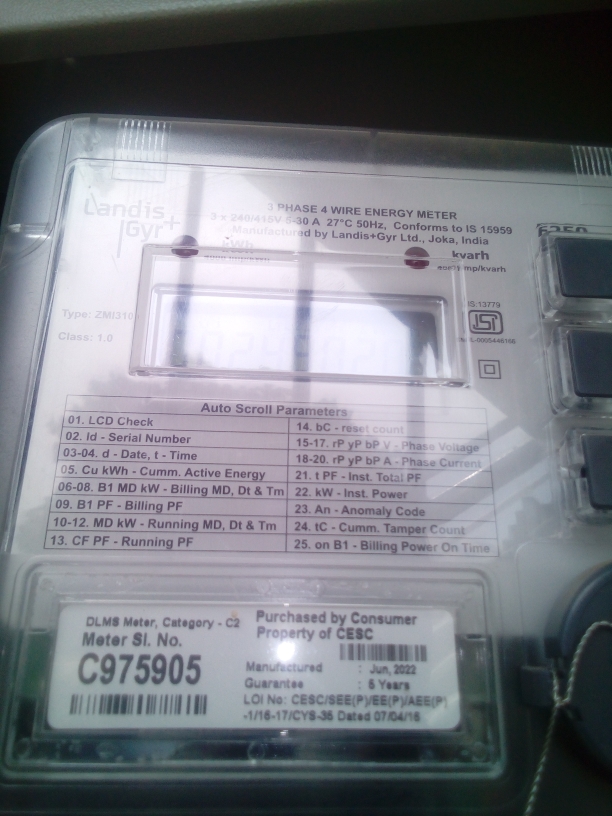 Landis
|Gyr+
3 PHASE 4 WIRE ENERGY METER
3 x 240/415V 5-30 A 27°C 50Hz, Conforms to IS 15959
Manufactured by Landis+Gyr Ltd., Joka, India
kWh
kvarh
imp/kvarh
Type: ZMI310
Class: 1.0
IS:13779
Auto Scroll Parameters
01. LCD Check
02. Id - Serial Number
03-04. d - Date, t - Time
05. Cu kWh - Cumm. Active Energy
06-08. B1 MD kW - Billing MD, Dt & Tm
09. B1 PF - Billing PF
10-12. MD kW - Running MD, Dt & Tm
13. CF PF - Running PF
14. bC - reset count
15-17. rP yP bP V - Phase Voltage
18-20. rP yP bP A - Phase Current
21. t PF - Inst. Total PF
22. kW - Inst. Power
23. An - Anomaly Code
24. tC - Cumm. Tamper Count
25. on B1 - Billing Power On Time
DLMS Meter, Category - C2
Meter Sl. No.
C975905
Purchased by Consumer
Property of CESC
Manufactured : Jun, 2022
Guarantee : 5 Years
LOI No: CESC/SEE(P)/EE(P)/AEE(P)
-1/16-17/CYS-35 Dated 07/04/16